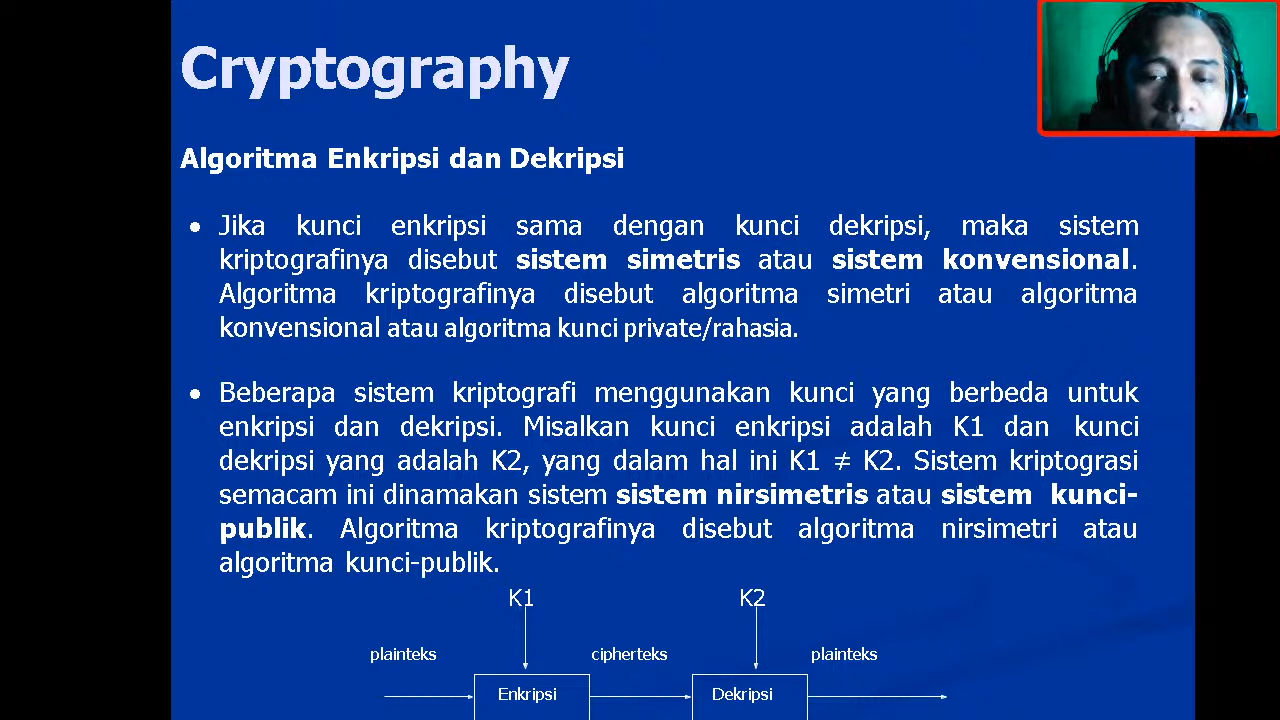 Cryptography
Algoritma Enkripsi dan Dekripsi
• Jika kunci enkripsi sama dengan kunci dekripsi, maka sistem
kriptografinya disebut sistem simetris atau sistem konvensional.
Algoritma kriptografinya disebut algoritma simetri atau algoritma
konvensional atau algoritma kunci private/rahasia.
• Beberapa sistem kriptografi menggunakan kunci yang berbeda untuk
enkripsi dan dekripsi. Misalkan kunci enkripsi adalah K1 dan kunci
dekripsi yang adalah K2, yang dalam hal ini K1 ≠ K2. Sistem kriptograsi
semacam ini dinamakan sistem sistem nirsimetris atau sistem kunci-
publik. Algoritma kriptografinya disebut algoritma nirsimetri atau
algoritma kunci-publik.
K1 K2
plainteks cipherteks plainteks
Enkripsi Dekripsi